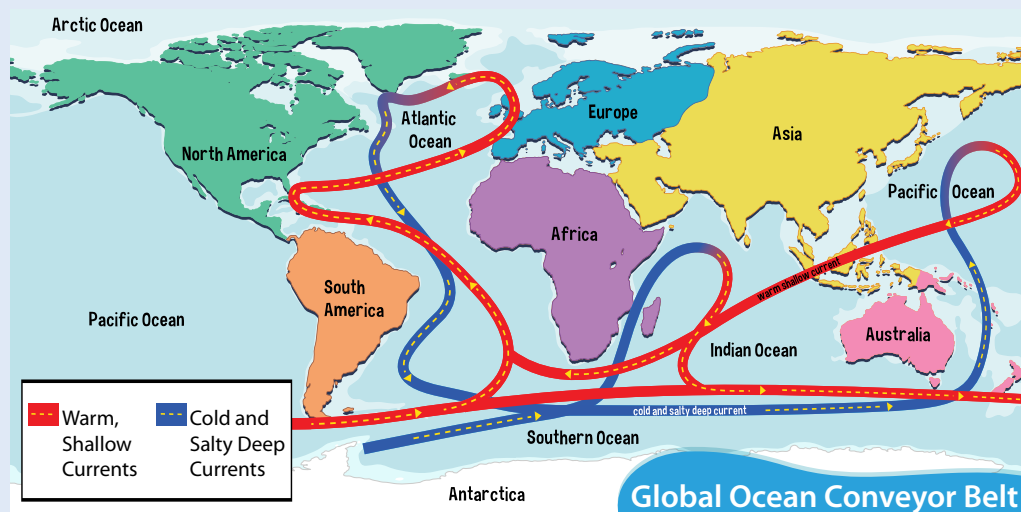 Arctic Ocean
Atlantic
Ocean
Europe
Asia
North America
Pacific Ocean
Africa
South
America
warm shallow current
Pacific Ocean
Indian Ocean
Australia
cold and salty deep current
Southern Ocean
Antarctica
Warm,
Shallow
Currents
Cold and
Salty Deep
Currents
Global Ocean Conveyor Belt